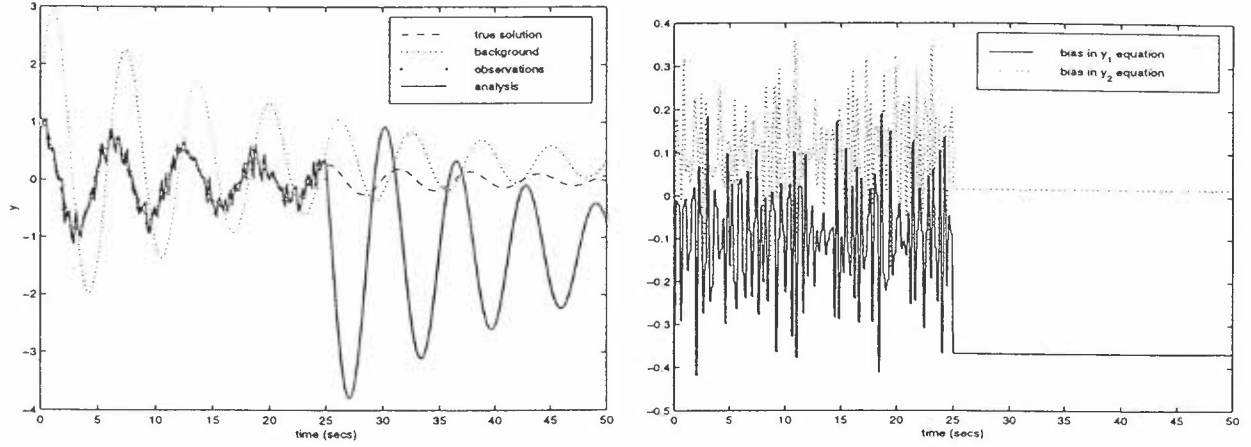 3
2
1
0
-1
-2
-3
-4
y
0 5 10 15 20 25 30 35 40 45 50
time (secs)
true solution
background
observations
analysis
0.4
0.3
0.2
0.1
0
-0.1
-0.2
-0.3
-0.4
-0.5
0 5 10 15 20 25 30 35 40 45 50
time (secs)
bias in y1 equation
bias in y2 equation